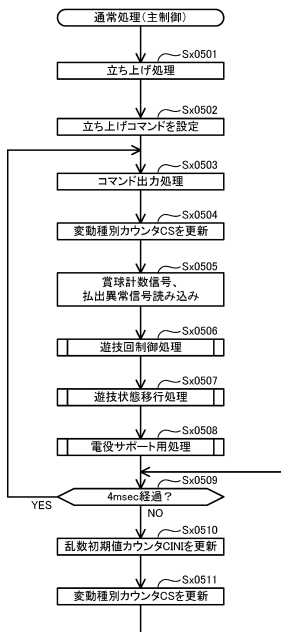 通常処理(主制御)
Sx0501
立ち上げ処理
Sx0502
立ち上げコマンドを設定
Sx0503
コマンド出力処理
Sx0504
変動種別カウンタCSを更新
Sx0505
賞球計数信号、
払出異常信号読み込み
Sx0506
遊技回制御処理
Sx0507
遊技状態移行処理
Sx0508
電役サポート用処理
Sx0509
4msec経過？
YES
NO
Sx0510
乱数初期値カウンタCINIを更新
Sx0511
変動種別カウンタCSを更新